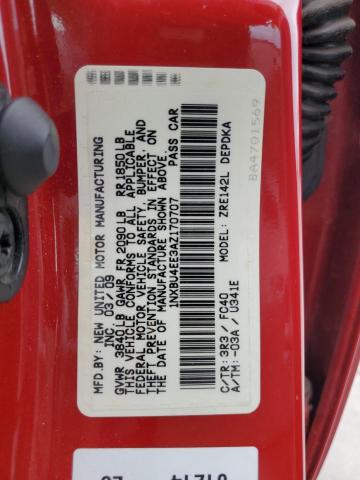 MFD.BY: NEW UNITED MOTOR MANUFACTURING
INC. 03/09
GVWR 3840LB GAWR FR 2090LB RR 1850LB
THIS VEHICLE CONFORMS TO ALL APPLICABLE
FEDERAL MOTOR VEHICLE SAFETY, BUMPER, AND
THEFT PREVENTION STANDARDS IN EFFECT ON
THE DATE OF MANUFACTURE SHOWN ABOVE.
1NXBU4EE3AZ170707 PASS CAR
C/TR: 3R3 / FC40 MODEL: ZRE142L DEPDKA
A/TM: -03A / U341E
BA4701569